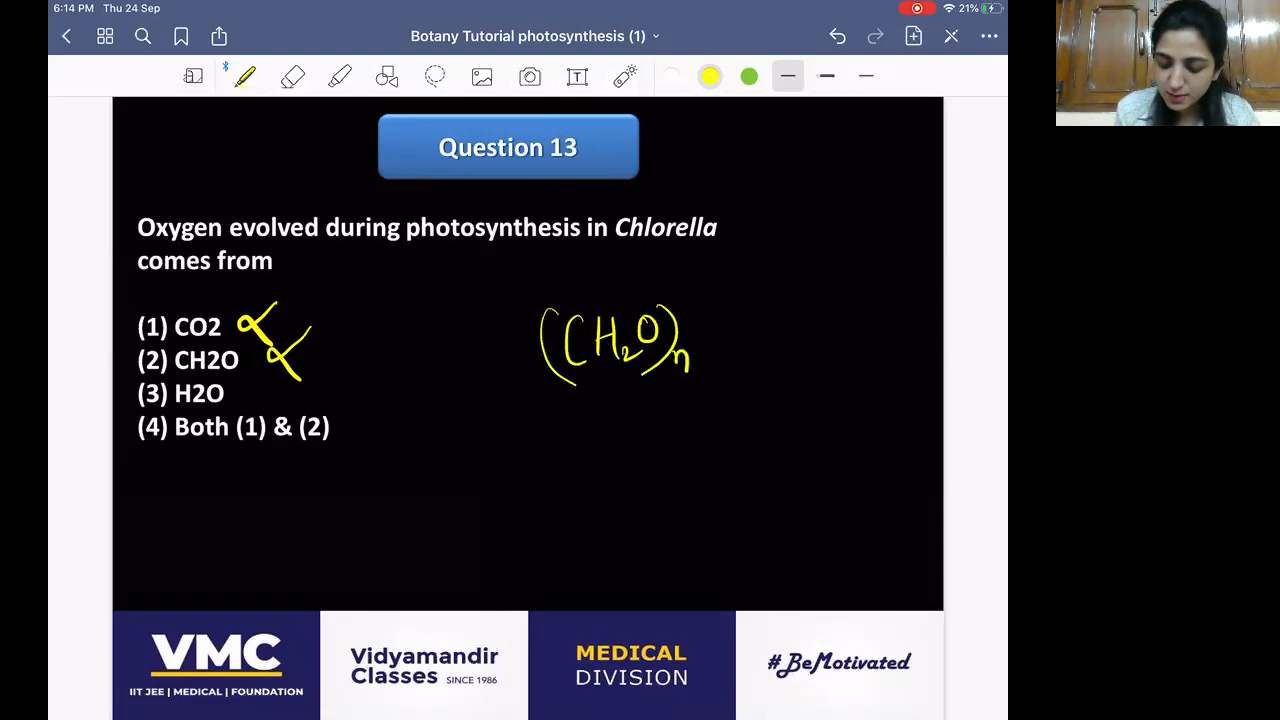 6:14 PM Thu 24 Sep
21%
Botany Tutorial photosynthesis (1)
T
Question 13
Oxygen evolved during photosynthesis in Chlorella
comes from
(1) CO2
(2) CH2O
(3) H2O
(4) Both (1) & (2)
(CH₂O)n
VMC
IIT JEE | MEDICAL | FOUNDATION
Vidyamandir
Classes SINCE 1986
MEDICAL
DIVISION
#BeMotivated